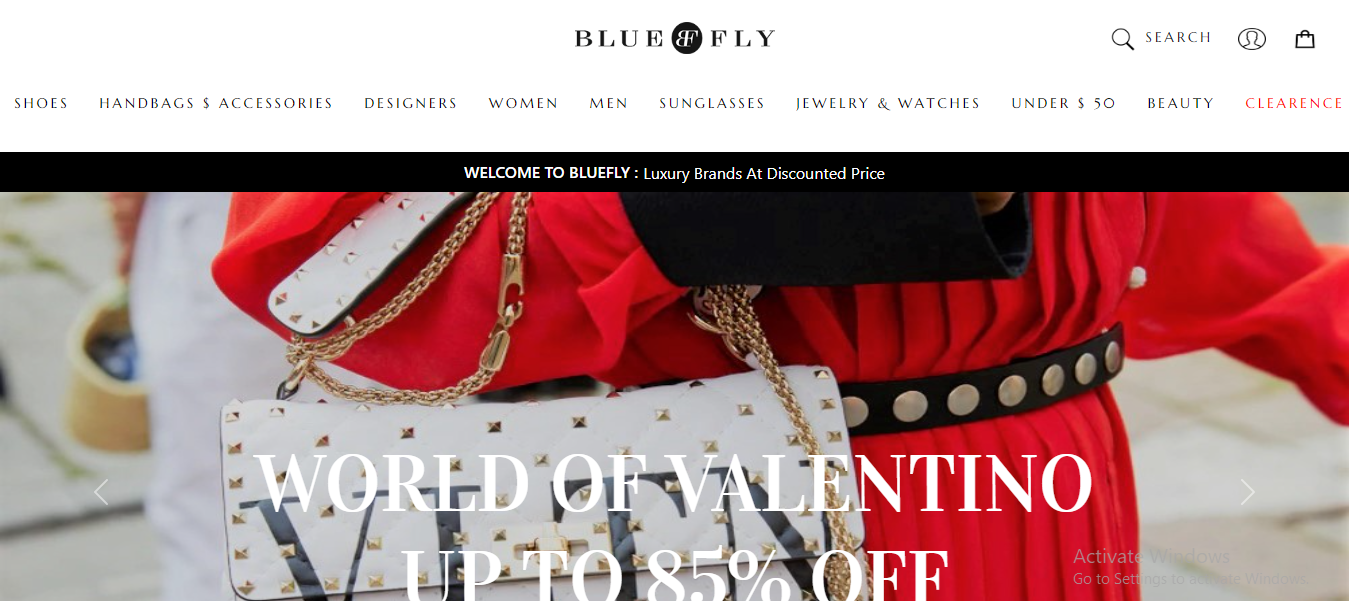 BLUE BF FLY
SEARCH
SHOES HANDBAGS $ ACCESSORIES DESIGNERS WOMEN MEN SUNGLASSES JEWELRY & WATCHES UNDER $ 50 BEAUTY CLEARENCE
WELCOME TO BLUEFLY : Luxury Brands At Discounted Price
WORLD OF VALENTINO
UP TO 85% OFF
Activate Windows
Go to Settings to activate Windows.